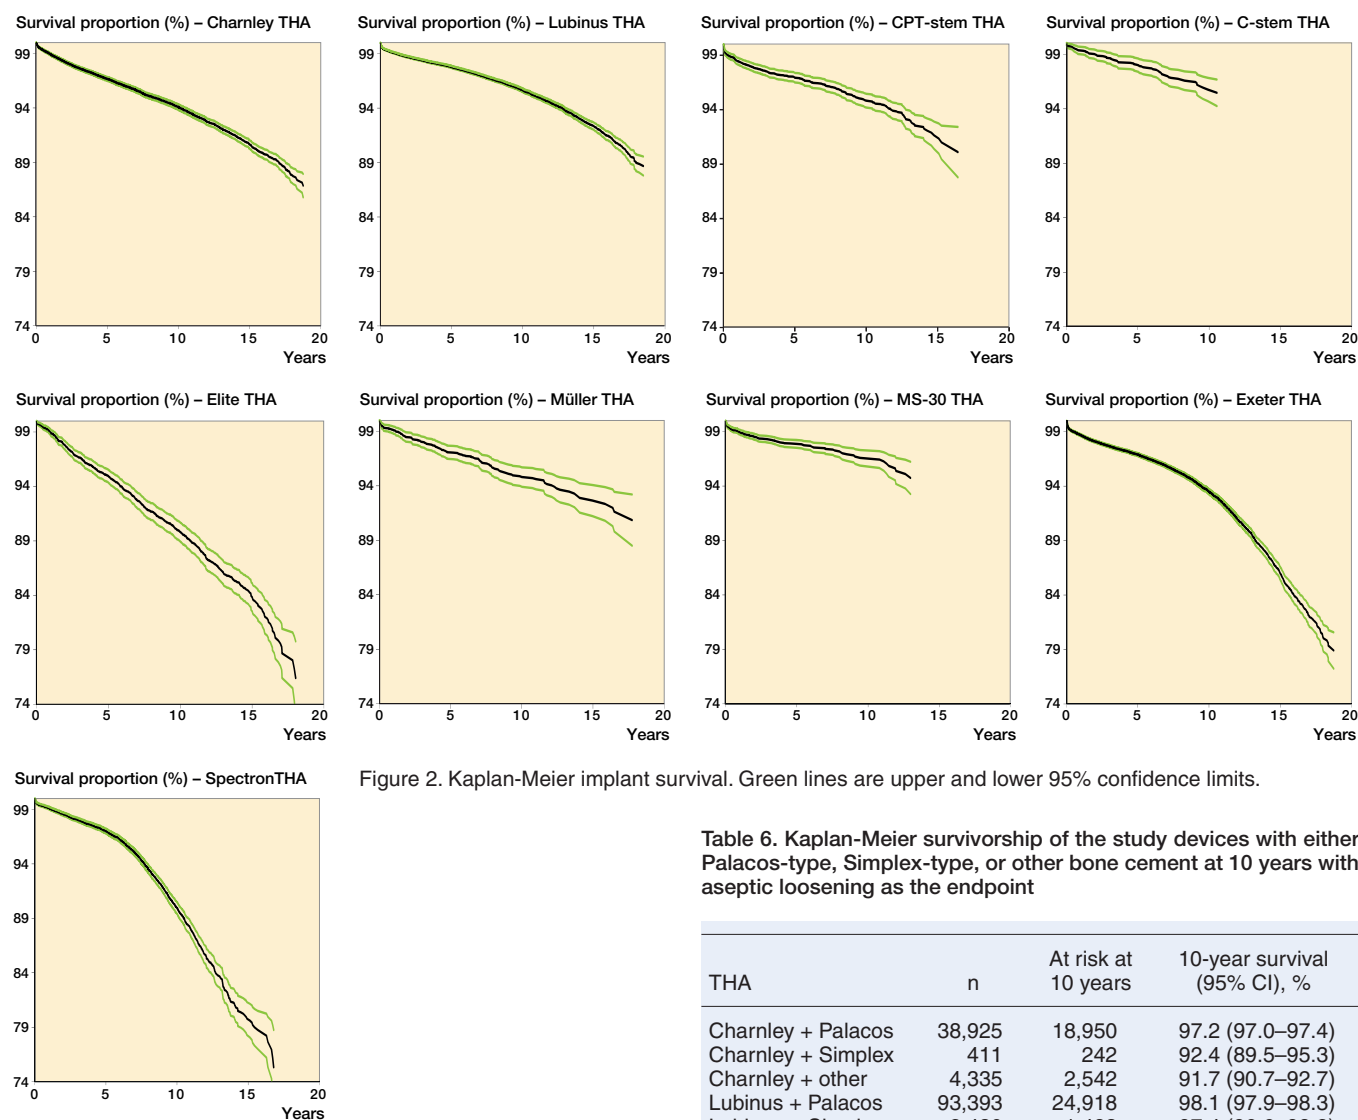 Survival proportion (%) – Charnley THA
99
94
89
84
79
74
0 5 10 15 20
Years
Survival proportion (%) – Lubinus THA
99
94
89
84
79
74
0 5 10 15 20
Years
Survival proportion (%) – CPT-stem THA
99
94
89
84
79
74
0 5 10 15 20
Years
Survival proportion (%) – C-stem THA
99
94
89
84
79
74
0 5 10 15 20
Years
Survival proportion (%) – Elite THA
99
94
89
84
79
74
0 5 10 15 20
Years
Survival proportion (%) – Müller THA
99
94
89
84
79
74
0 5 10 15 20
Years
Survival proportion (%) – MS-30 THA
99
94
89
84
79
74
0 5 10 15 20
Years
Survival proportion (%) – Exeter THA
99
94
89
84
79
74
0 5 10 15 20
Years
Survival proportion (%) – SpectronTHA
99
94
89
84
79
74
0 5 10 15 20
Years
Figure 2. Kaplan-Meier implant survival. Green lines are upper and lower 95% confidence limits.
Table 6. Kaplan-Meier survivorship of the study devices with either
Palacos-type, Simplex-type, or other bone cement at 10 years with
aseptic loosening as the endpoint
At risk at 10-year survival
THA n 10 years (95% CI), %
Charnley + Palacos 38,925 18,950 97.2 (97.0–97.4)
Charnley + Simplex 411 242 92.4 (89.5–95.3)
Charnley + other 4,335 2,542 91.7 (90.7–92.7)
Lubinus + Palacos 93,393 24,918 98.1 (97.9–98.3)